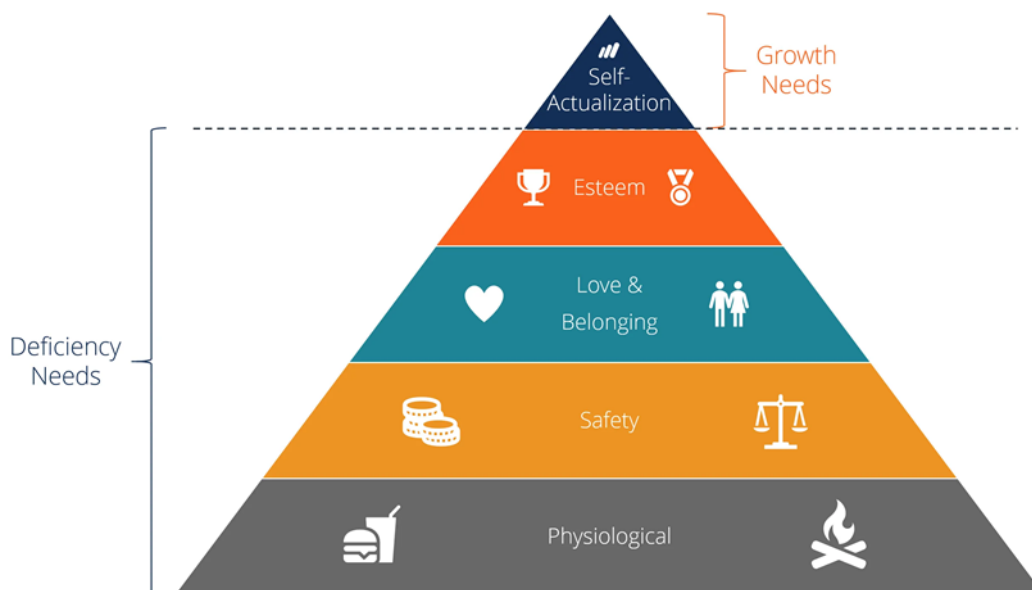 Growth
Needs
Self-
Actualization
Esteem
Love &
Belonging
Deficiency
Needs
Safety
Physiological